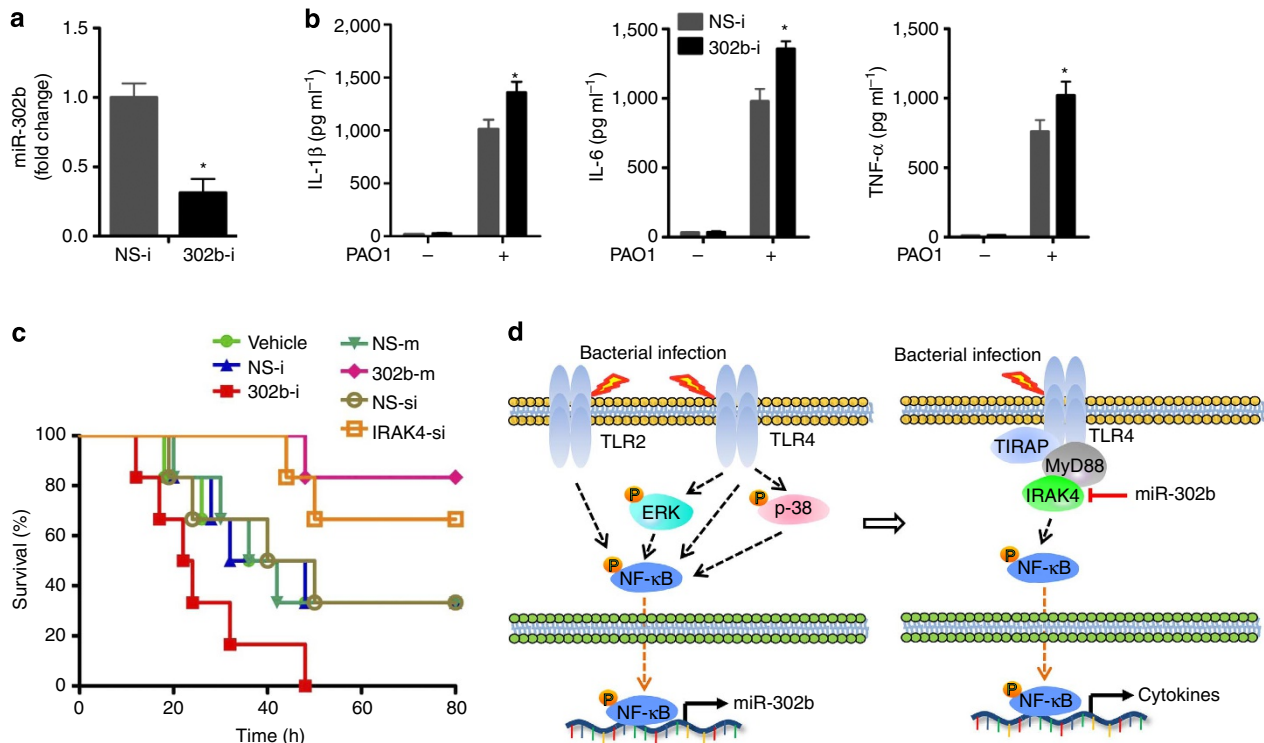 a
miR-302b
(fold change)
1.5
1.0
0.5
0.0
*
NS-i
302b-i
b
IL-1β (pg ml⁻¹)
2,000
1,500
1,000
500
0
*
PAO1
–
+
IL-6 (pg ml⁻¹)
1,500
1,000
500
0
NS-i
302b-i
*
PAO1
–
+
TNF-α (pg ml⁻¹)
1,500
1,000
500
0
*
PAO1
–
+
c
Vehicle
NS-i
302b-i
NS-m
302b-m
NS-si
IRAK4-si
Survival (%)
100
80
60
40
20
0
0
20
40
60
80
Time (h)
d
Bacterial infection
TLR2
TLR4
P
ERK
P
p-38
P
NF-κB
P
NF-κB
miR-302b
Bacterial infection
TIRAP
TLR4
MyD88
IRAK4
miR-302b
P
NF-κB
P
NF-κB
Cytokines